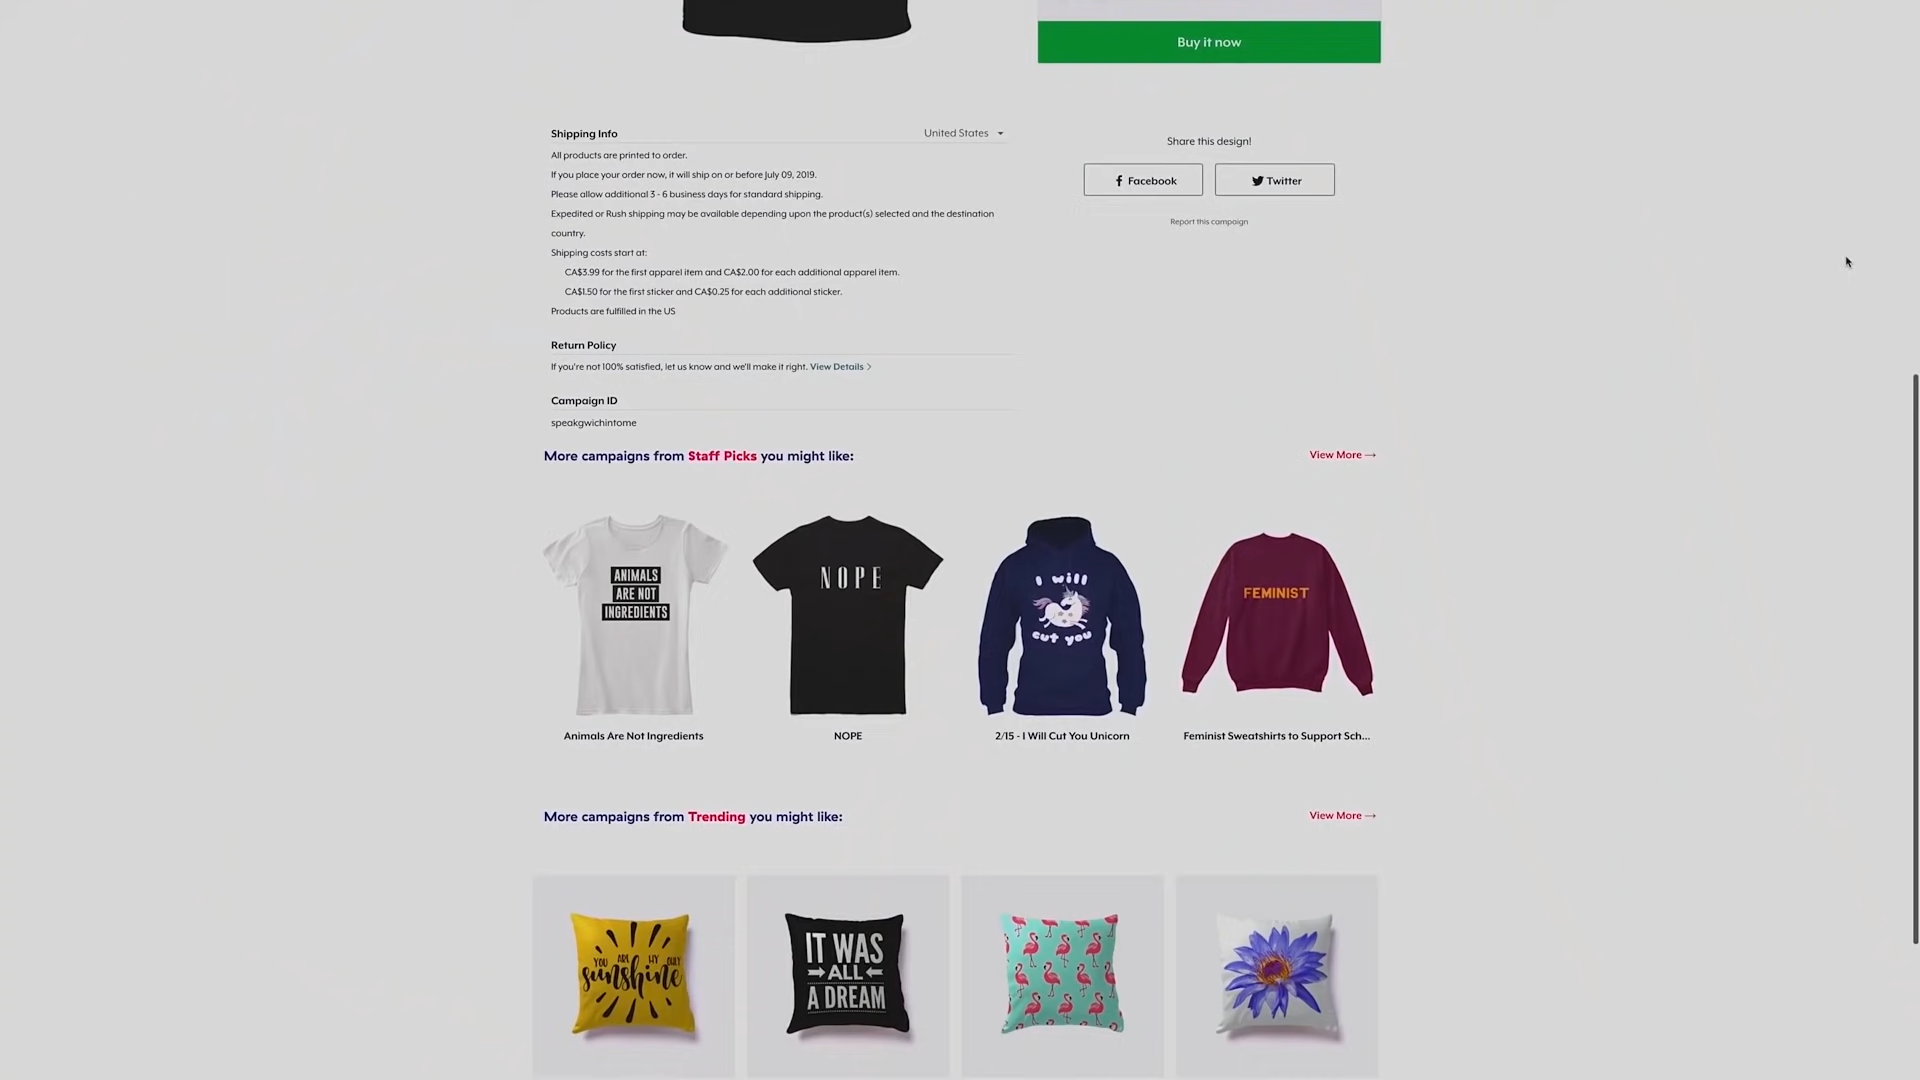 Buy it now
Shipping Info
United States
All products are printed to order.
If you place your order now, it will ship on or before July 09, 2019.
Please allow additional 3 - 6 business days for standard shipping.
Expedited or Rush shipping may be available depending upon the product(s) selected and the destination
country.
Shipping costs start at:
CA$3.99 for the first apparel item and CA$2.00 for each additional apparel item.
CA$1.50 for the first sticker and CA$0.25 for each additional sticker.
Products are fulfilled in the US
Share this design!
Facebook
Twitter
Report this campaign
Return Policy
If you're not 100% satisfied, let us know and we'll make it right. View Details >
Campaign ID
speakgwichintome
More campaigns from Staff Picks you might like:
View More →
ANIMALS
ARE NOT
INGREDIENTS
NOPE
I will
cut you
FEMINIST
Animals Are Not Ingredients
NOPE
2/15 - I Will Cut You Unicorn
Feminist Sweatshirts to Support Sch...
More campaigns from Trending you might like:
View More →
YOU ARE MY ONLY
sunshine
IT WAS
ALL
A DREAM